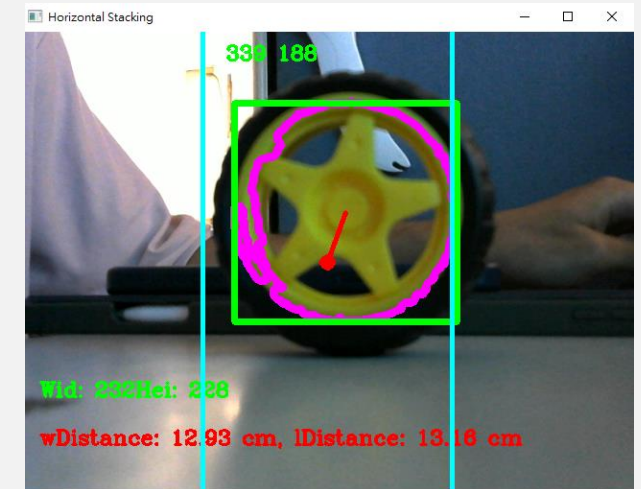 Horizontal Stacking
339 188
Wid: 232Hei: 228
wDistance: 12.93 cm, lDistance: 13.16 cm